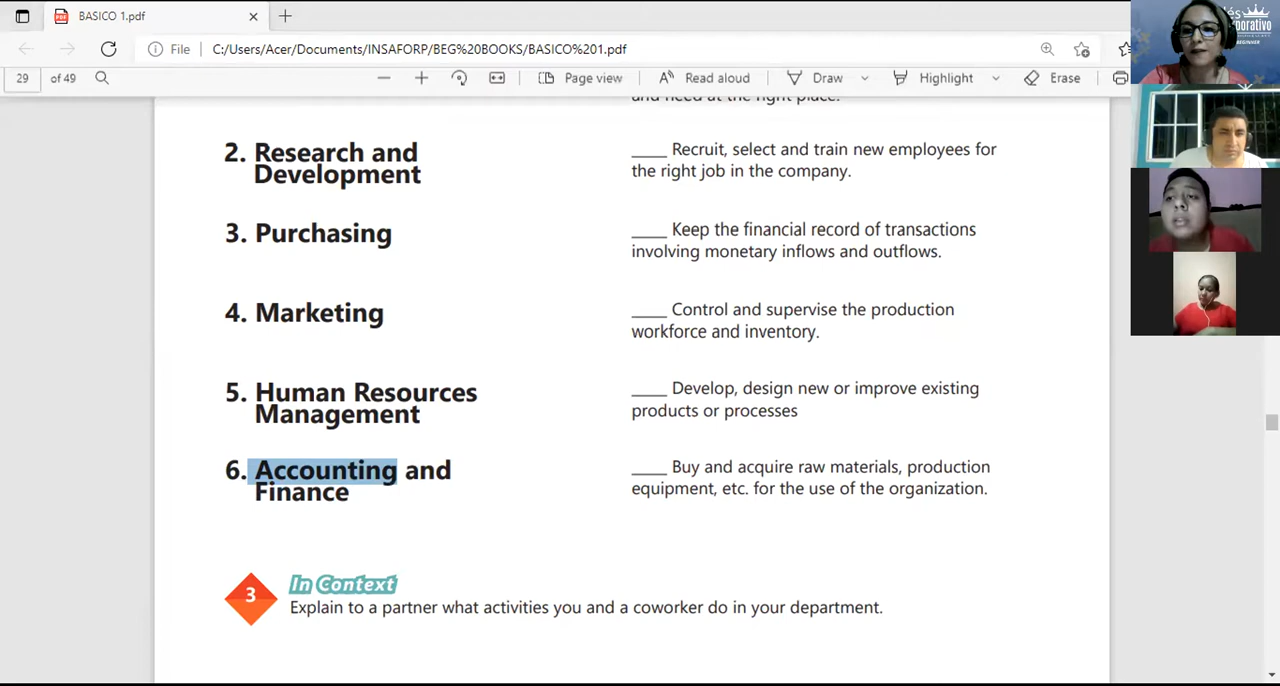 BASICO 1.pdf
File C:/Users/Acer/Documents/INSAFORP/BEG%20BOOKS/BASICO%201.pdf
29 of 49 Page view Read aloud Draw Highlight Erase
and need at the right place.
2. Research and
Development
____ Recruit, select and train new employees for
the right job in the company.
3. Purchasing
____ Keep the financial record of transactions
involving monetary inflows and outflows.
4. Marketing
____ Control and supervise the production
workforce and inventory.
5. Human Resources
Management
____ Develop, design new or improve existing
products or processes
6. Accounting and
Finance
____ Buy and acquire raw materials, production
equipment, etc. for the use of the organization.
3 In Context
Explain to a partner what activities you and a coworker do in your department.